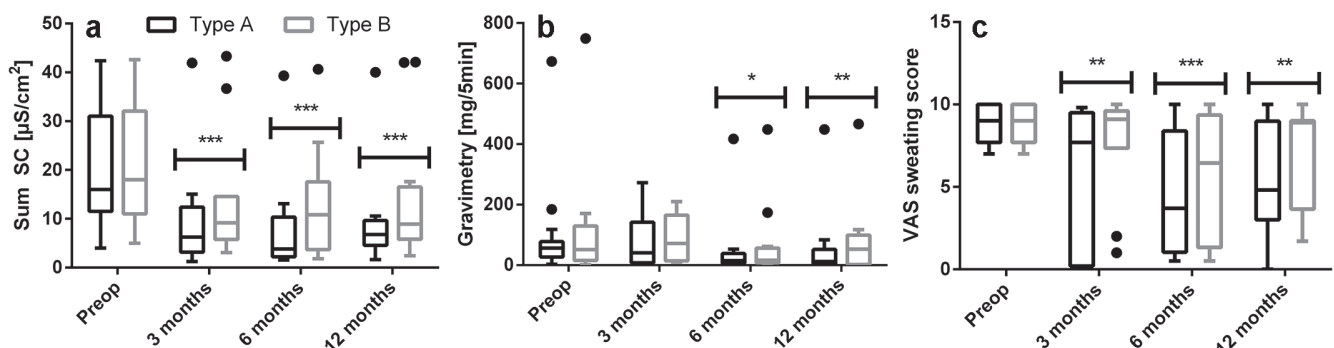 a
Type A
Type B
Sum SC [µS/cm²]
50
40
30
20
10
0
***
***
***
Preop
3 months
6 months
12 months
b
Gravimetry [mg/5min]
800
600
400
200
0
*
**
Preop
3 months
6 months
12 months
c
VAS sweating score
15
10
5
0
**
***
**
Preop
3 months
6 months
12 months